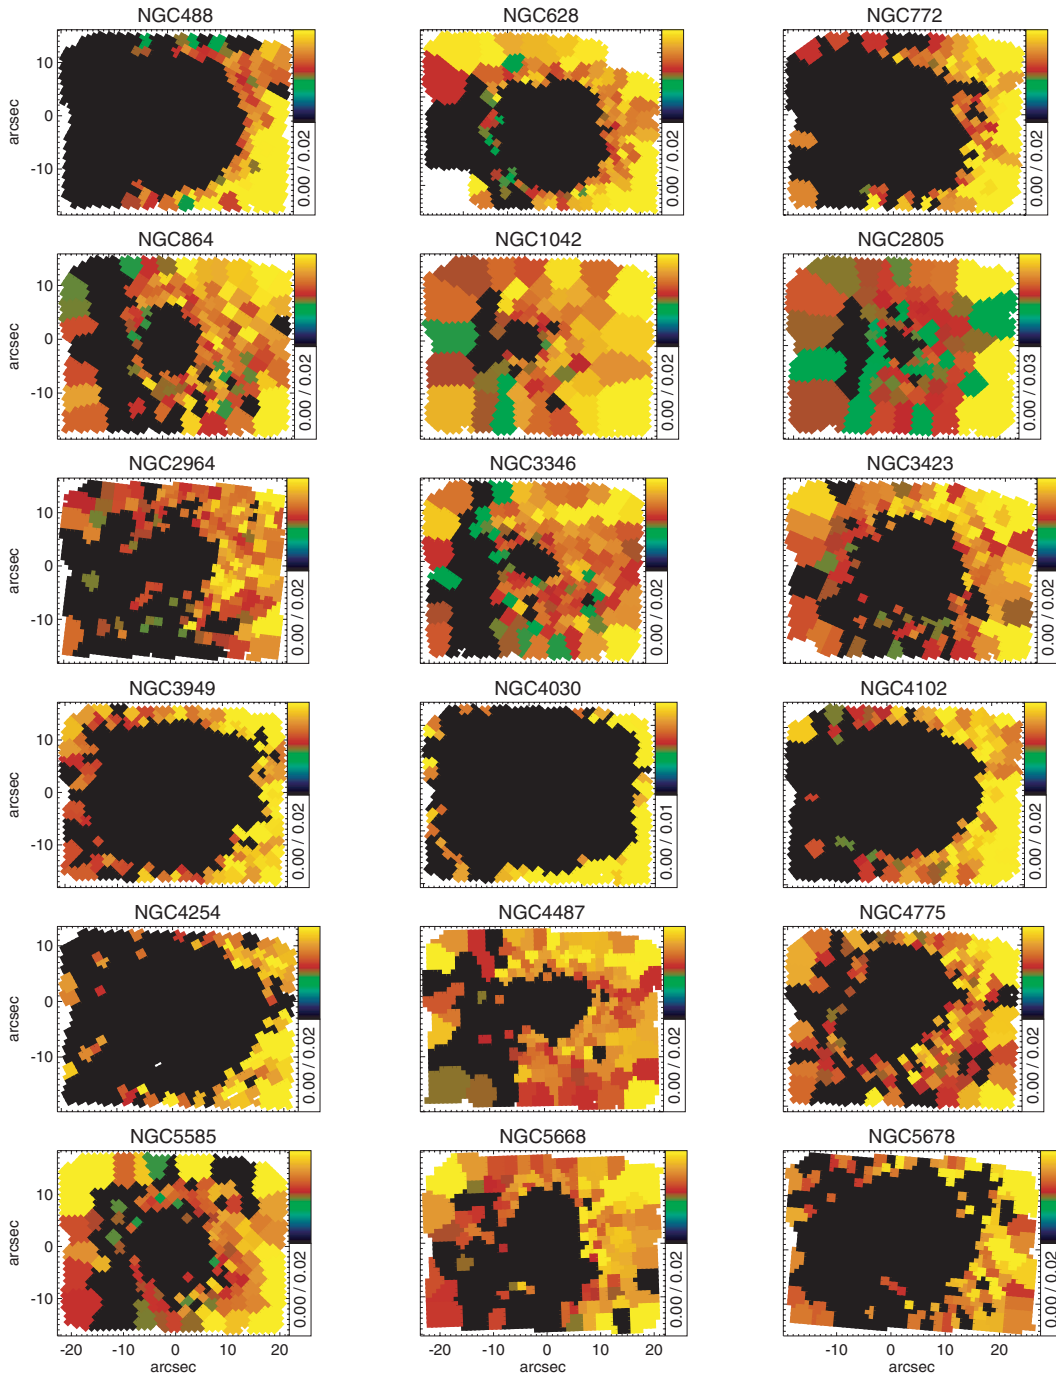 NGC488 NGC628 NGC772
10
0
-10
arcsec
0.00 / 0.02 0.00 / 0.02 0.00 / 0.02
NGC864 NGC1042 NGC2805
10
0
-10
arcsec
0.00 / 0.02 0.00 / 0.02 0.00 / 0.03
NGC2964 NGC3346 NGC3423
10
0
-10
arcsec
0.00 / 0.02 0.00 / 0.02 0.00 / 0.02
NGC3949 NGC4030 NGC4102
10
0
-10
arcsec
0.00 / 0.02 0.00 / 0.01 0.00 / 0.02
NGC4254 NGC4487 NGC4775
10
0
-10
arcsec
0.00 / 0.02 0.00 / 0.02 0.00 / 0.02
NGC5585 NGC5668 NGC5678
10
0
-10
arcsec
0.00 / 0.02 0.00 / 0.02 0.00 / 0.02
-20 -10 0 10 20 -20 -10 0 10 20 -20 -10 0 10 20
arcsec arcsec arcsec